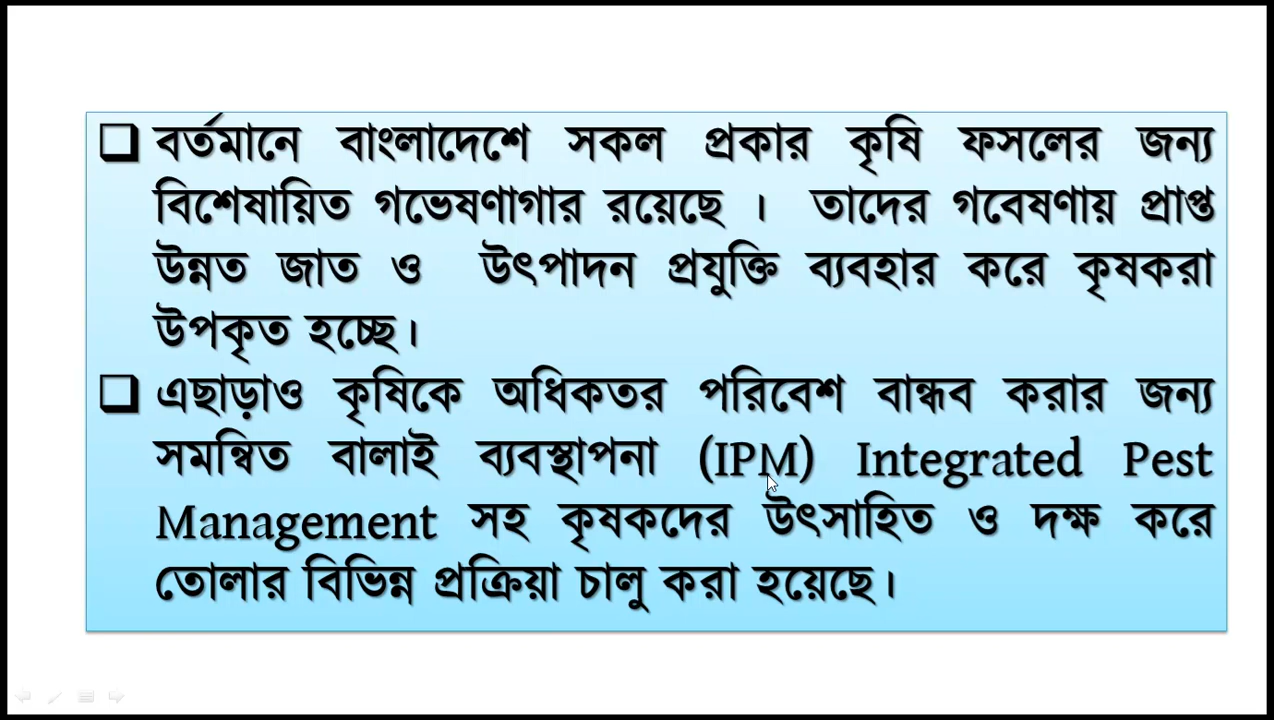 ❑ বর্তমানে বাংলাদেশে সকল প্রকার কৃষি ফসলের জন্য
বিশেষায়িত গভেষণাগার রয়েছে । তাদের গবেষণায় প্রাপ্ত
উন্নত জাত ও উৎপাদন প্রযুক্তি ব্যবহার করে কৃষকরা
উপকৃত হচ্ছে।
❑ এছাড়াও কৃষিকে অধিকতর পরিবেশ বান্ধব করার জন্য
সমন্বিত বালাই ব্যবস্থাপনা (IPM) Integrated Pest
Management সহ কৃষকদের উৎসাহিত ও দক্ষ করে
তোলার বিভিন্ন প্রক্রিয়া চালু করা হয়েছে।